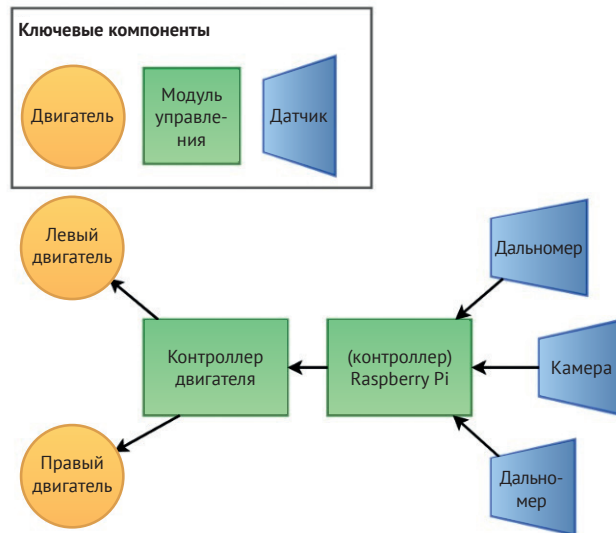 Ключевые компоненты
Двигатель
Модуль
управле-
ния
Датчик
Левый
двигатель
Дальномер
Контроллер
двигателя
(контроллер)
Raspberry Pi
Камера
Правый
двигатель
Дально-
мер